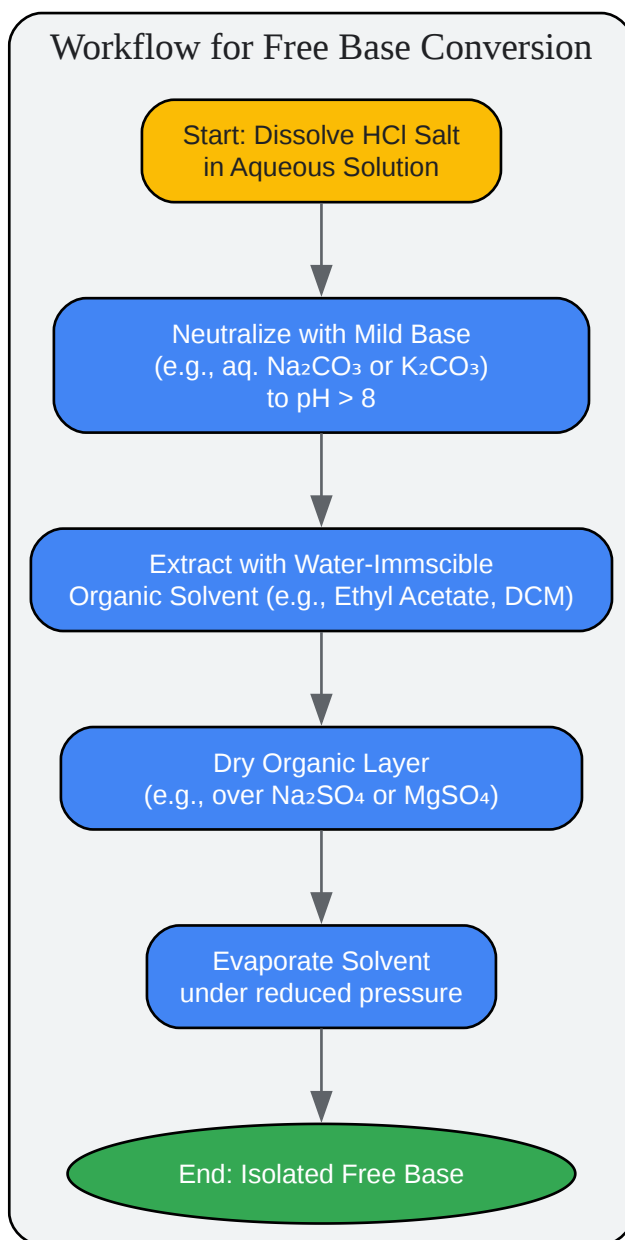 Workflow for Free Base Conversion
Start: Dissolve HCl Salt
in Aqueous Solution
Neutralize with Mild Base
(e.g., aq. Na₂CO₃ or K₂CO₃)
to pH > 8
Extract with Water-Immscible
Organic Solvent (e.g., Ethyl Acetate, DCM)
Dry Organic Layer
(e.g., over Na₂SO₄ or MgSO₄)
Evaporate Solvent
under reduced pressure
End: Isolated Free Base